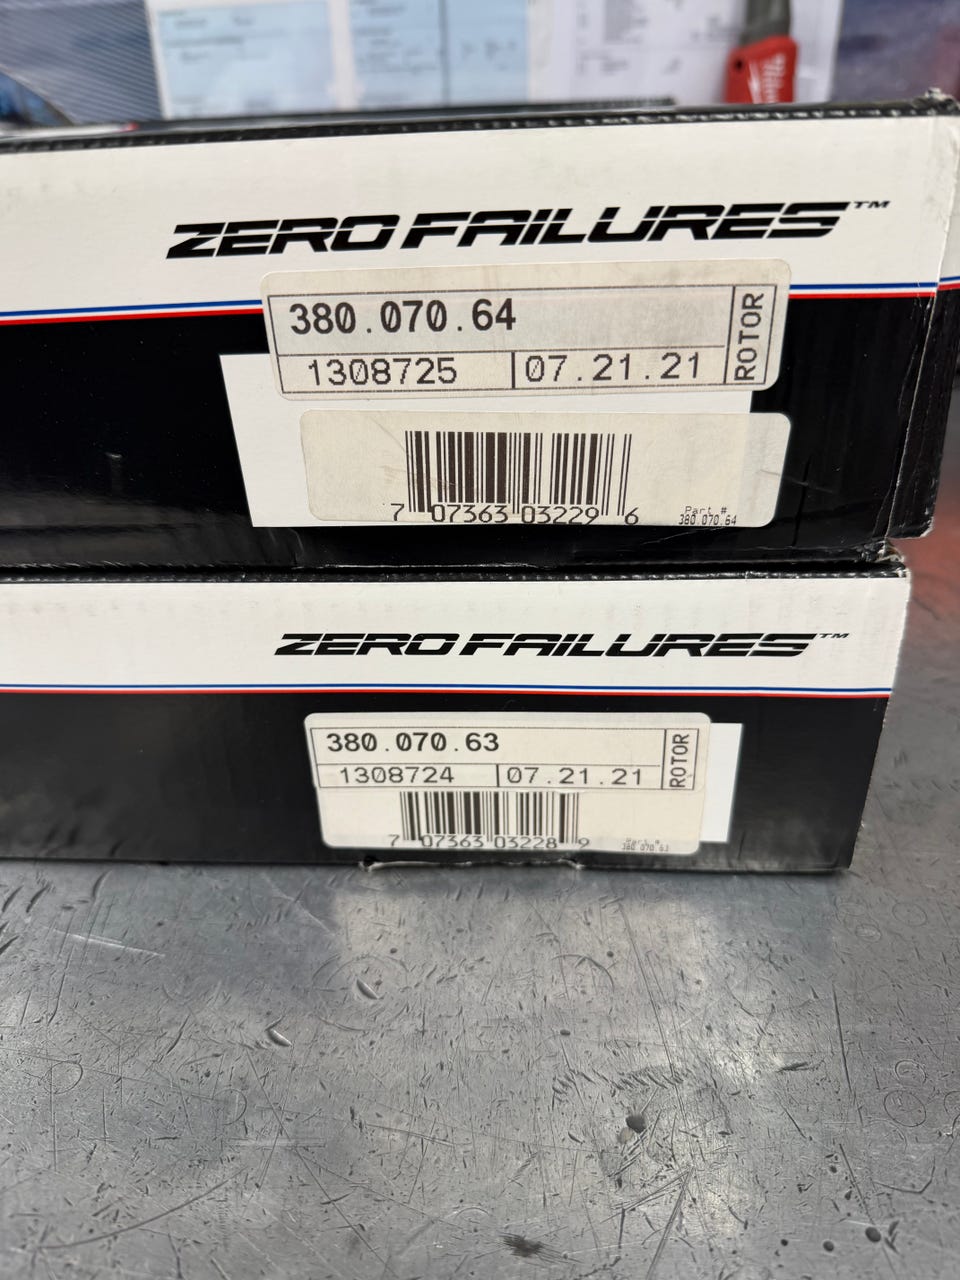 ZERO FAILURES™
380.070.64
ROTOR
1308725
07.21.21
7 07363 03229 6
Part #
380.070.64
ZERO FAILURES™
380.070.63
ROTOR
1308724
07.21.21
7 07363 03228 9
Part #
380.070.63